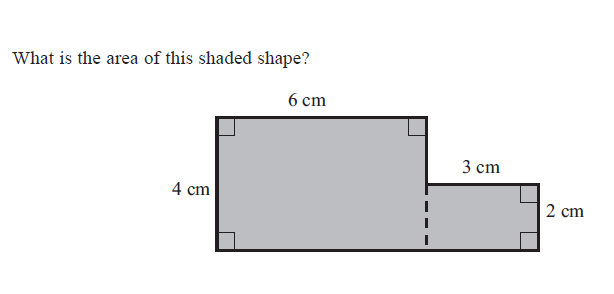 What is the area of this shaded shape?
6 cm
3 cm
4 cm
2 cm